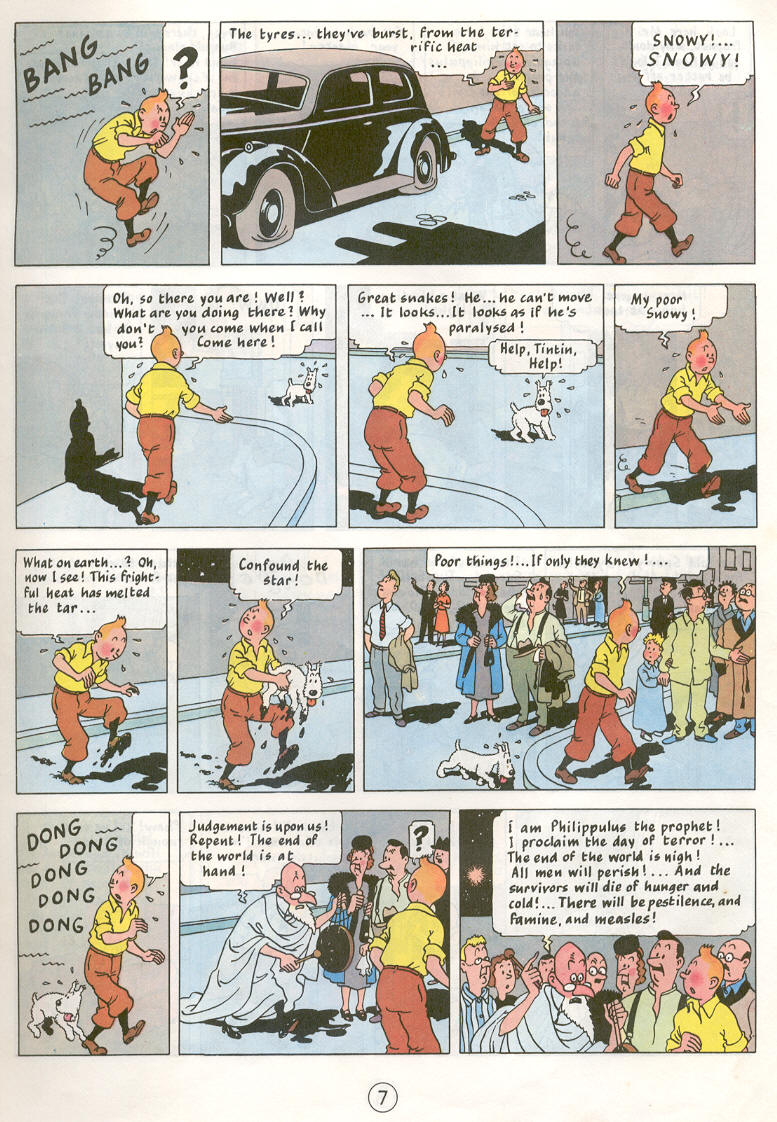 BANG
BANG
?
The tyres... they've burst, from the ter-
rific heat
...
SNOWY!...
SNOWY!
Oh, so there you are! Well?
What are you doing there? Why
don't you come when I call
you? Come here!
Great snakes! He... he can't move
... It looks...It looks as if he's
paralysed!
Help, Tintin,
Help!
My poor
Snowy!
What on earth...? Oh,
now I see! This fright-
ful heat has melted
the tar...
Confound the
star!
Poor things!...If only they knew!...
DONG
DONG
DONG
DONG
DONG
Judgement is upon us!
Repent! The end of
the world is at
hand!
?
I am Philippulus the prophet!
I proclaim the day of terror!...
The end of the world is nigh!
All men will perish!... And the
survivors will die of hunger and
cold!... There will be pestilence, and
famine, and measles!
7